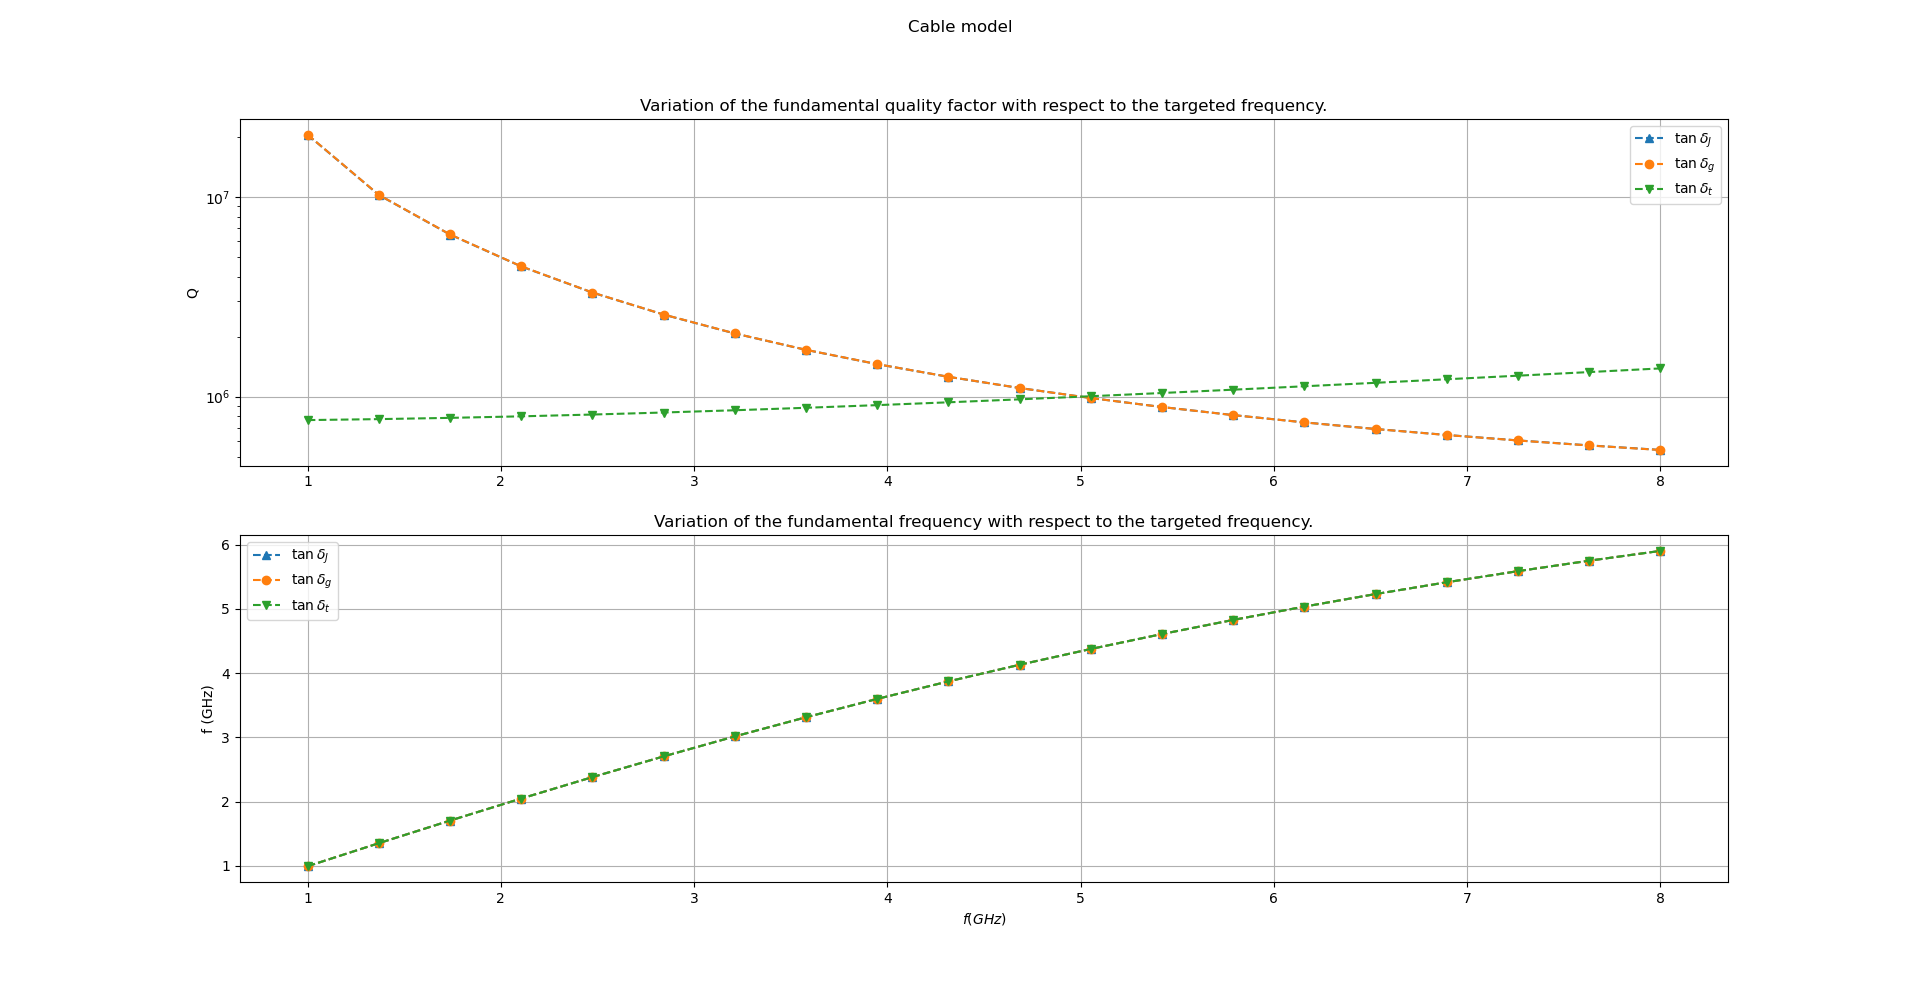 Cable model
Variation of the fundamental quality factor with respect to the targeted frequency.
tan δ_J
tan δ_g
tan δ_t
Q
10^7
10^6
1 2 3 4 5 6 7 8
Variation of the fundamental frequency with respect to the targeted frequency.
tan δ_J
tan δ_g
tan δ_t
f (GHz)
6
5
4
3
2
1
1 2 3 4 5 6 7 8
f(GHz)